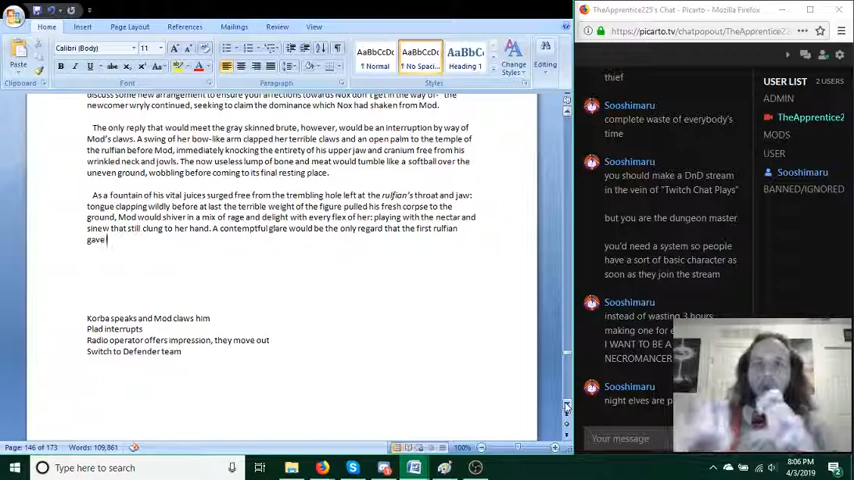 TheApprentice225's Chat - Picarto - Mozilla Firefox
https://picarto.tv/chatpopout/TheApprentice22
Home
Insert
Page Layout
References
Mailings
Review
View
Paste
Calibri (Body)
11
AaBbCcDc
AaBbCcDc
AaBbC
¶ Normal
¶ No Spaci...
Heading 1
Change
Styles
Editing
Clipboard
Font
Paragraph
Styles
discuss some new arrangement to ensure your affections towards Nox don't get in the way of-" the
newcomer wryly continued, seeking to claim the dominance which Nox had shaken from Mod.
The only reply that would meet the gray skinned brute, however, would be an interruption by way of
Mod's claws. A swing of her bow-like arm clapped her terrible claws and an open palm to the temple of
the rulfian before Mod, immediately knocking the entirety of his upper jaw and cranium free from his
wrinkled neck and jowls. The now useless lump of bone and meat would tumble like a softball over the
uneven ground, wobbling before coming to its final resting place.
As a fountain of his vital juices surged free from the trembling hole left at the rulfian's throat and jaw:
tongue clapping wildly before at last the terrible weight of the figure pulled his fresh corpse to the
ground, Mod would shiver in a mix of rage and delight with every flex of her: playing with the nectar and
sinew that still clung to her hand. A contemptful glare would be the only regard that the first rulfian
gave
Korba speaks and Mod claws him
Plad interrupts
Radio operator offers impression, they move out
Switch to Defender team
Page: 146 of 173
Words: 109,861
100%
thief
Sooshimaru
complete waste of everybody's
time
Sooshimaru
you should make a DnD stream
in the vein of "Twitch Chat Plays"
but you are the dungeon master
you'd need a system so people
have a sort of basic character as
soon as they join the stream
Sooshimaru
instead of wasting 3 hours
making one for e
I WANT TO BE A
NECROMANCER
Sooshimaru
night elves are p
Your message
USER LIST
2 USERS
ADMIN
TheApprentice2
MODS
USER
Sooshimaru
BANNED/IGNORED
Type here to search
8:06 PM
4/3/2019